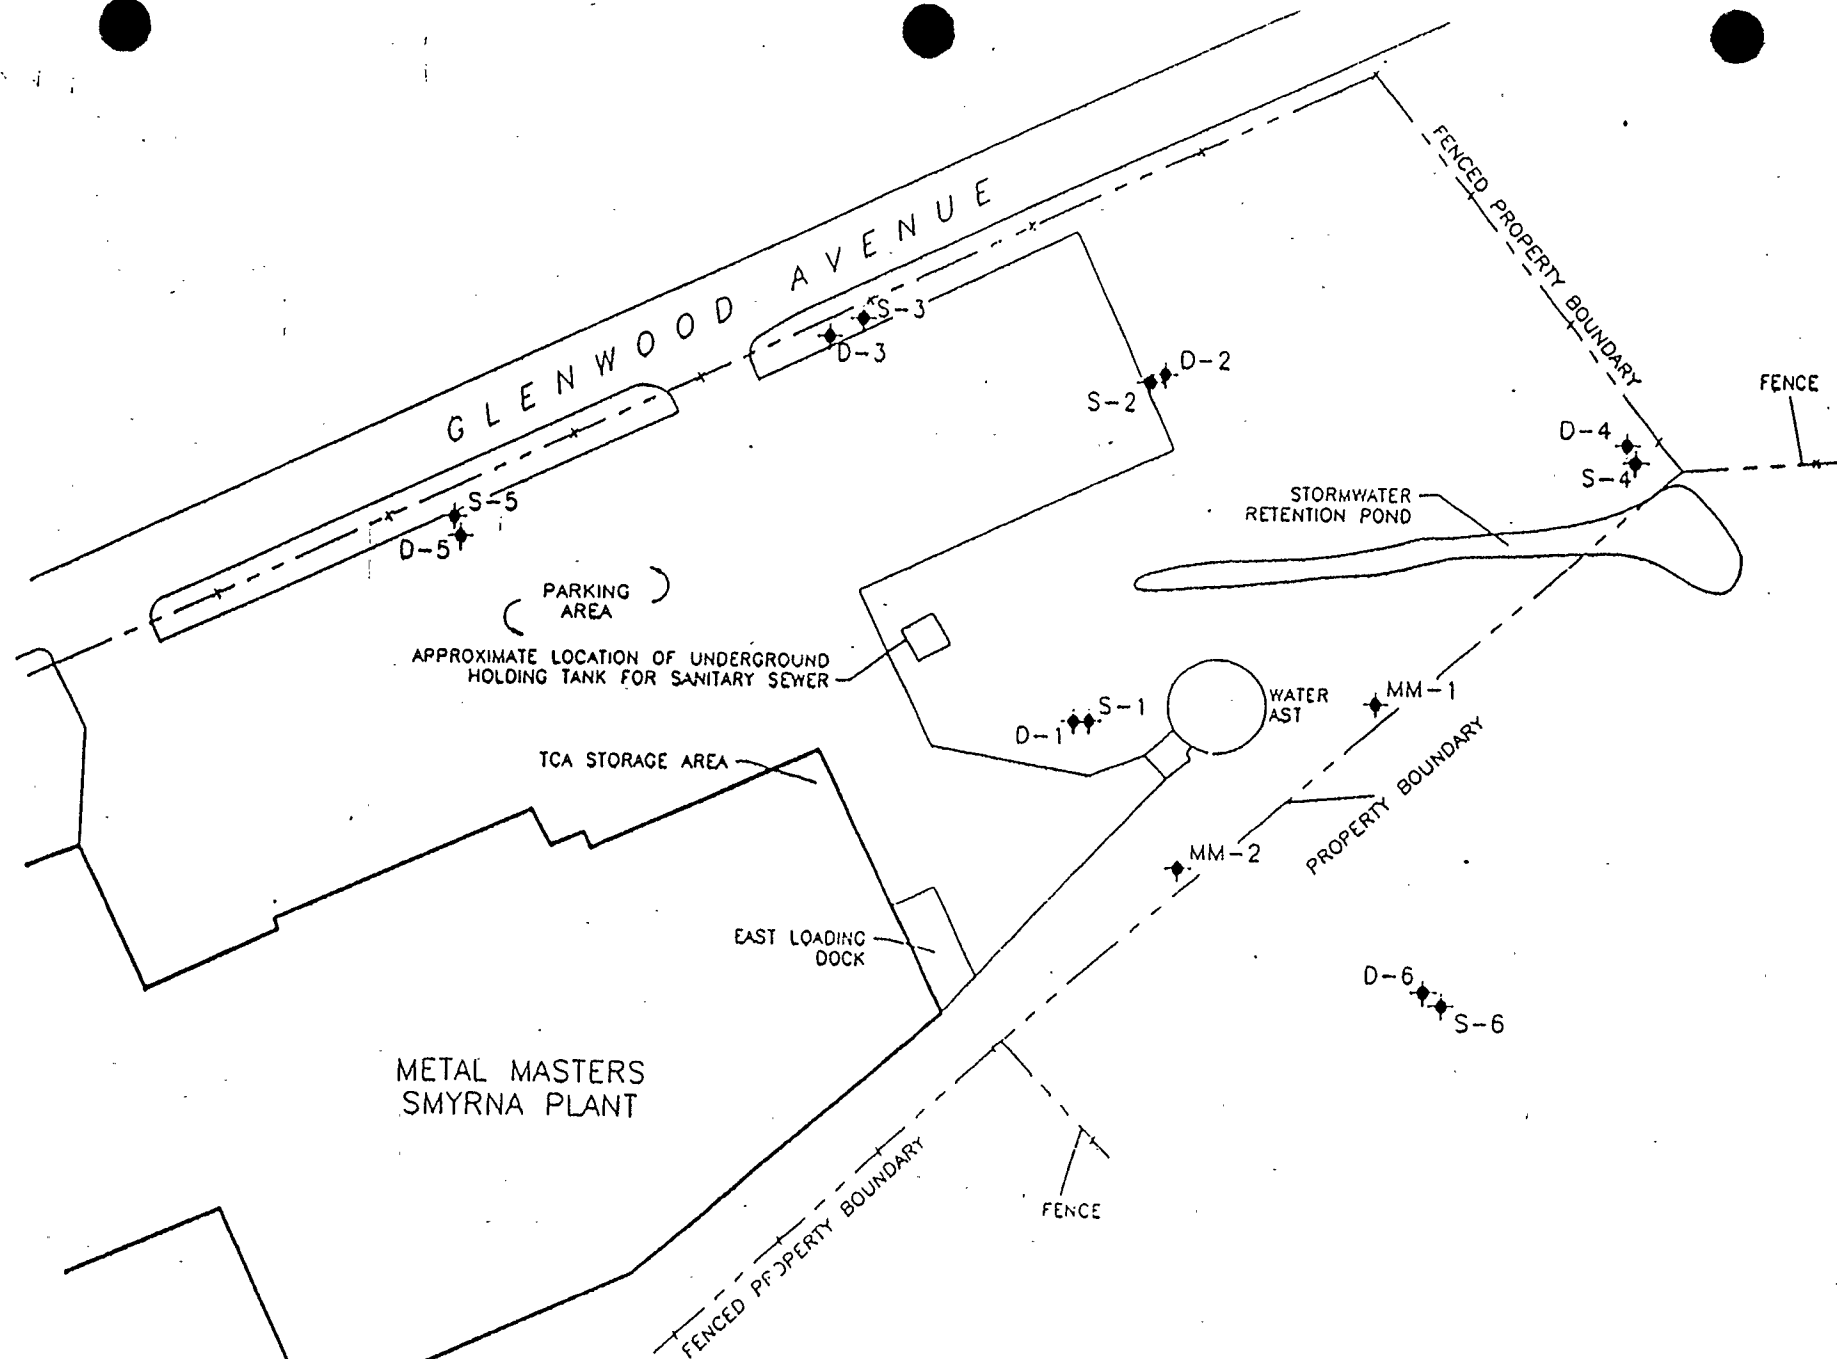 GLENWOOD AVENUE
FENCED PROPERTY BOUNDARY
S-3
D-3
D-2
S-2
FENCE
D-4
S-4
S-5
D-5
STORMWATER
RETENTION POND
PARKING
AREA
APPROXIMATE LOCATION OF UNDERGROUND
HOLDING TANK FOR SANITARY SEWER
WATER
AST
MM-1
S-1
D-1
TCA STORAGE AREA
PROPERTY BOUNDARY
MM-2
EAST LOADING
DOCK
D-6
S-6
METAL MASTERS
SMYRNA PLANT
FENCE
FENCED PROPERTY BOUNDARY